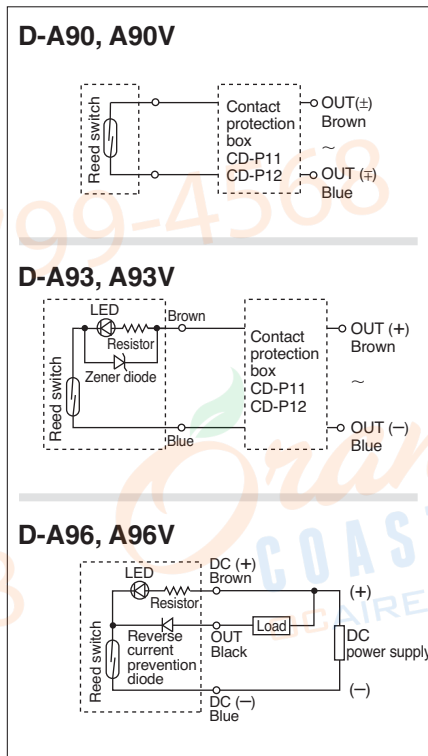 D-A90, A90V
Reed switch
Contact
protection
box
CD-P11
CD-P12
OUT(±)
Brown
~
OUT (∓)
Blue
99-4568
D-A93, A93V
LED
Resistor
Zener diode
Reed switch
Brown
Blue
Contact
protection
box
CD-P11
CD-P12
OUT (+)
Brown
~
OUT (−)
Blue
D-A96, A96V
LED
Resistor
Reverse
current
prevention
diode
Reed switch
DC (+)
Brown
OUT
Black
Load
DC (−)
Blue
(+)
DC
power supply
(−)